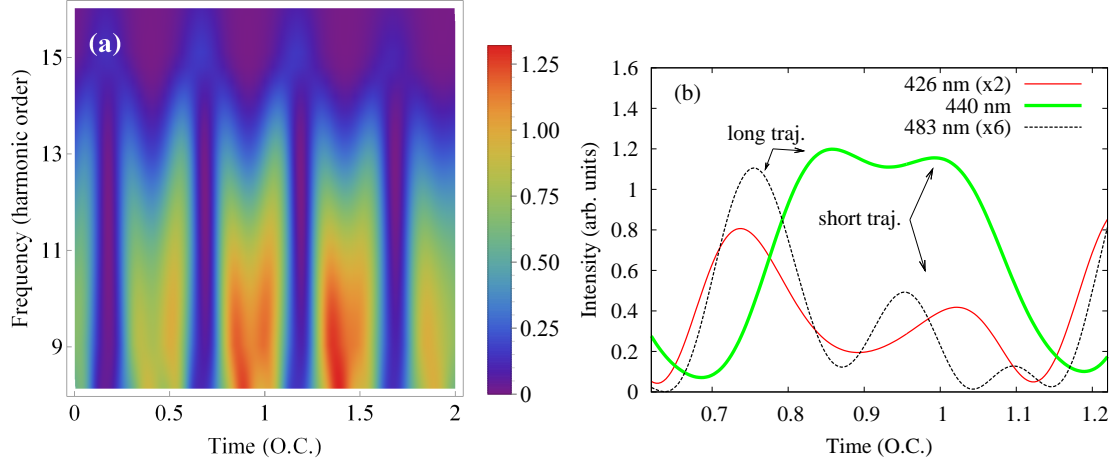 (a)
Frequency (harmonic order)
15
13
11
9
0
0.5
1
1.5
2
Time (O.C.)
1.25
1.00
0.75
0.50
0.25
0
(b)
426 nm (x2)
440 nm
483 nm (x6)
long traj.
short traj.
Intensity (arb. units)
1.6
1.4
1.2
1
0.8
0.6
0.4
0.2
0
0.7
0.8
0.9
1
1.1
1.2
Time (O.C.)